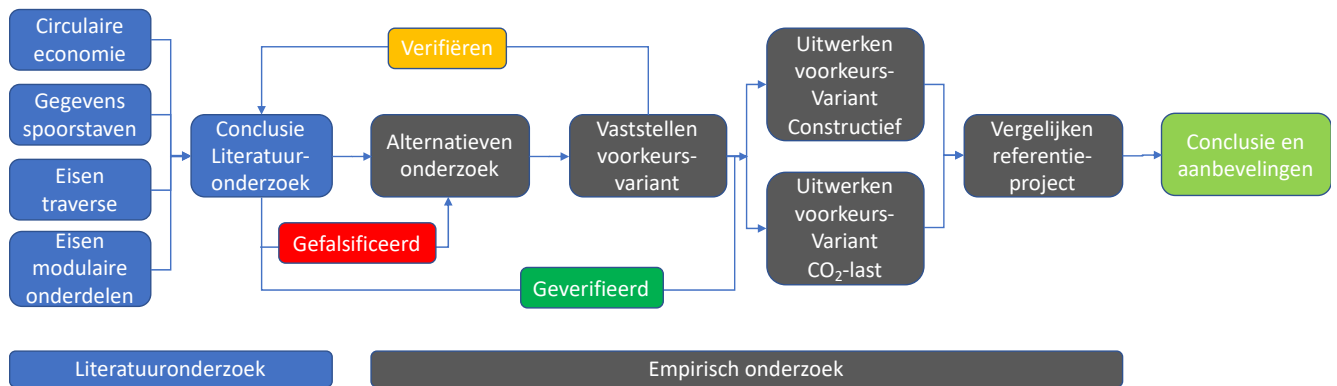 Circulaire
economie
Gegevens
spoorstaven
Eisen
traverse
Eisen
modulaire
onderdelen
Verifiëren
Conclusie
Literatuur-
onderzoek
Alternatieven
onderzoek
Vaststellen
voorkeurs-
variant
Gefalsificeerd
Geverifieerd
Uitwerken
voorkeurs-
Variant
Constructief
Uitwerken
voorkeurs-
Variant
CO₂-last
Vergelijken
referentie-
project
Conclusie en
aanbevelingen
Literatuuronderzoek
Empirisch onderzoek